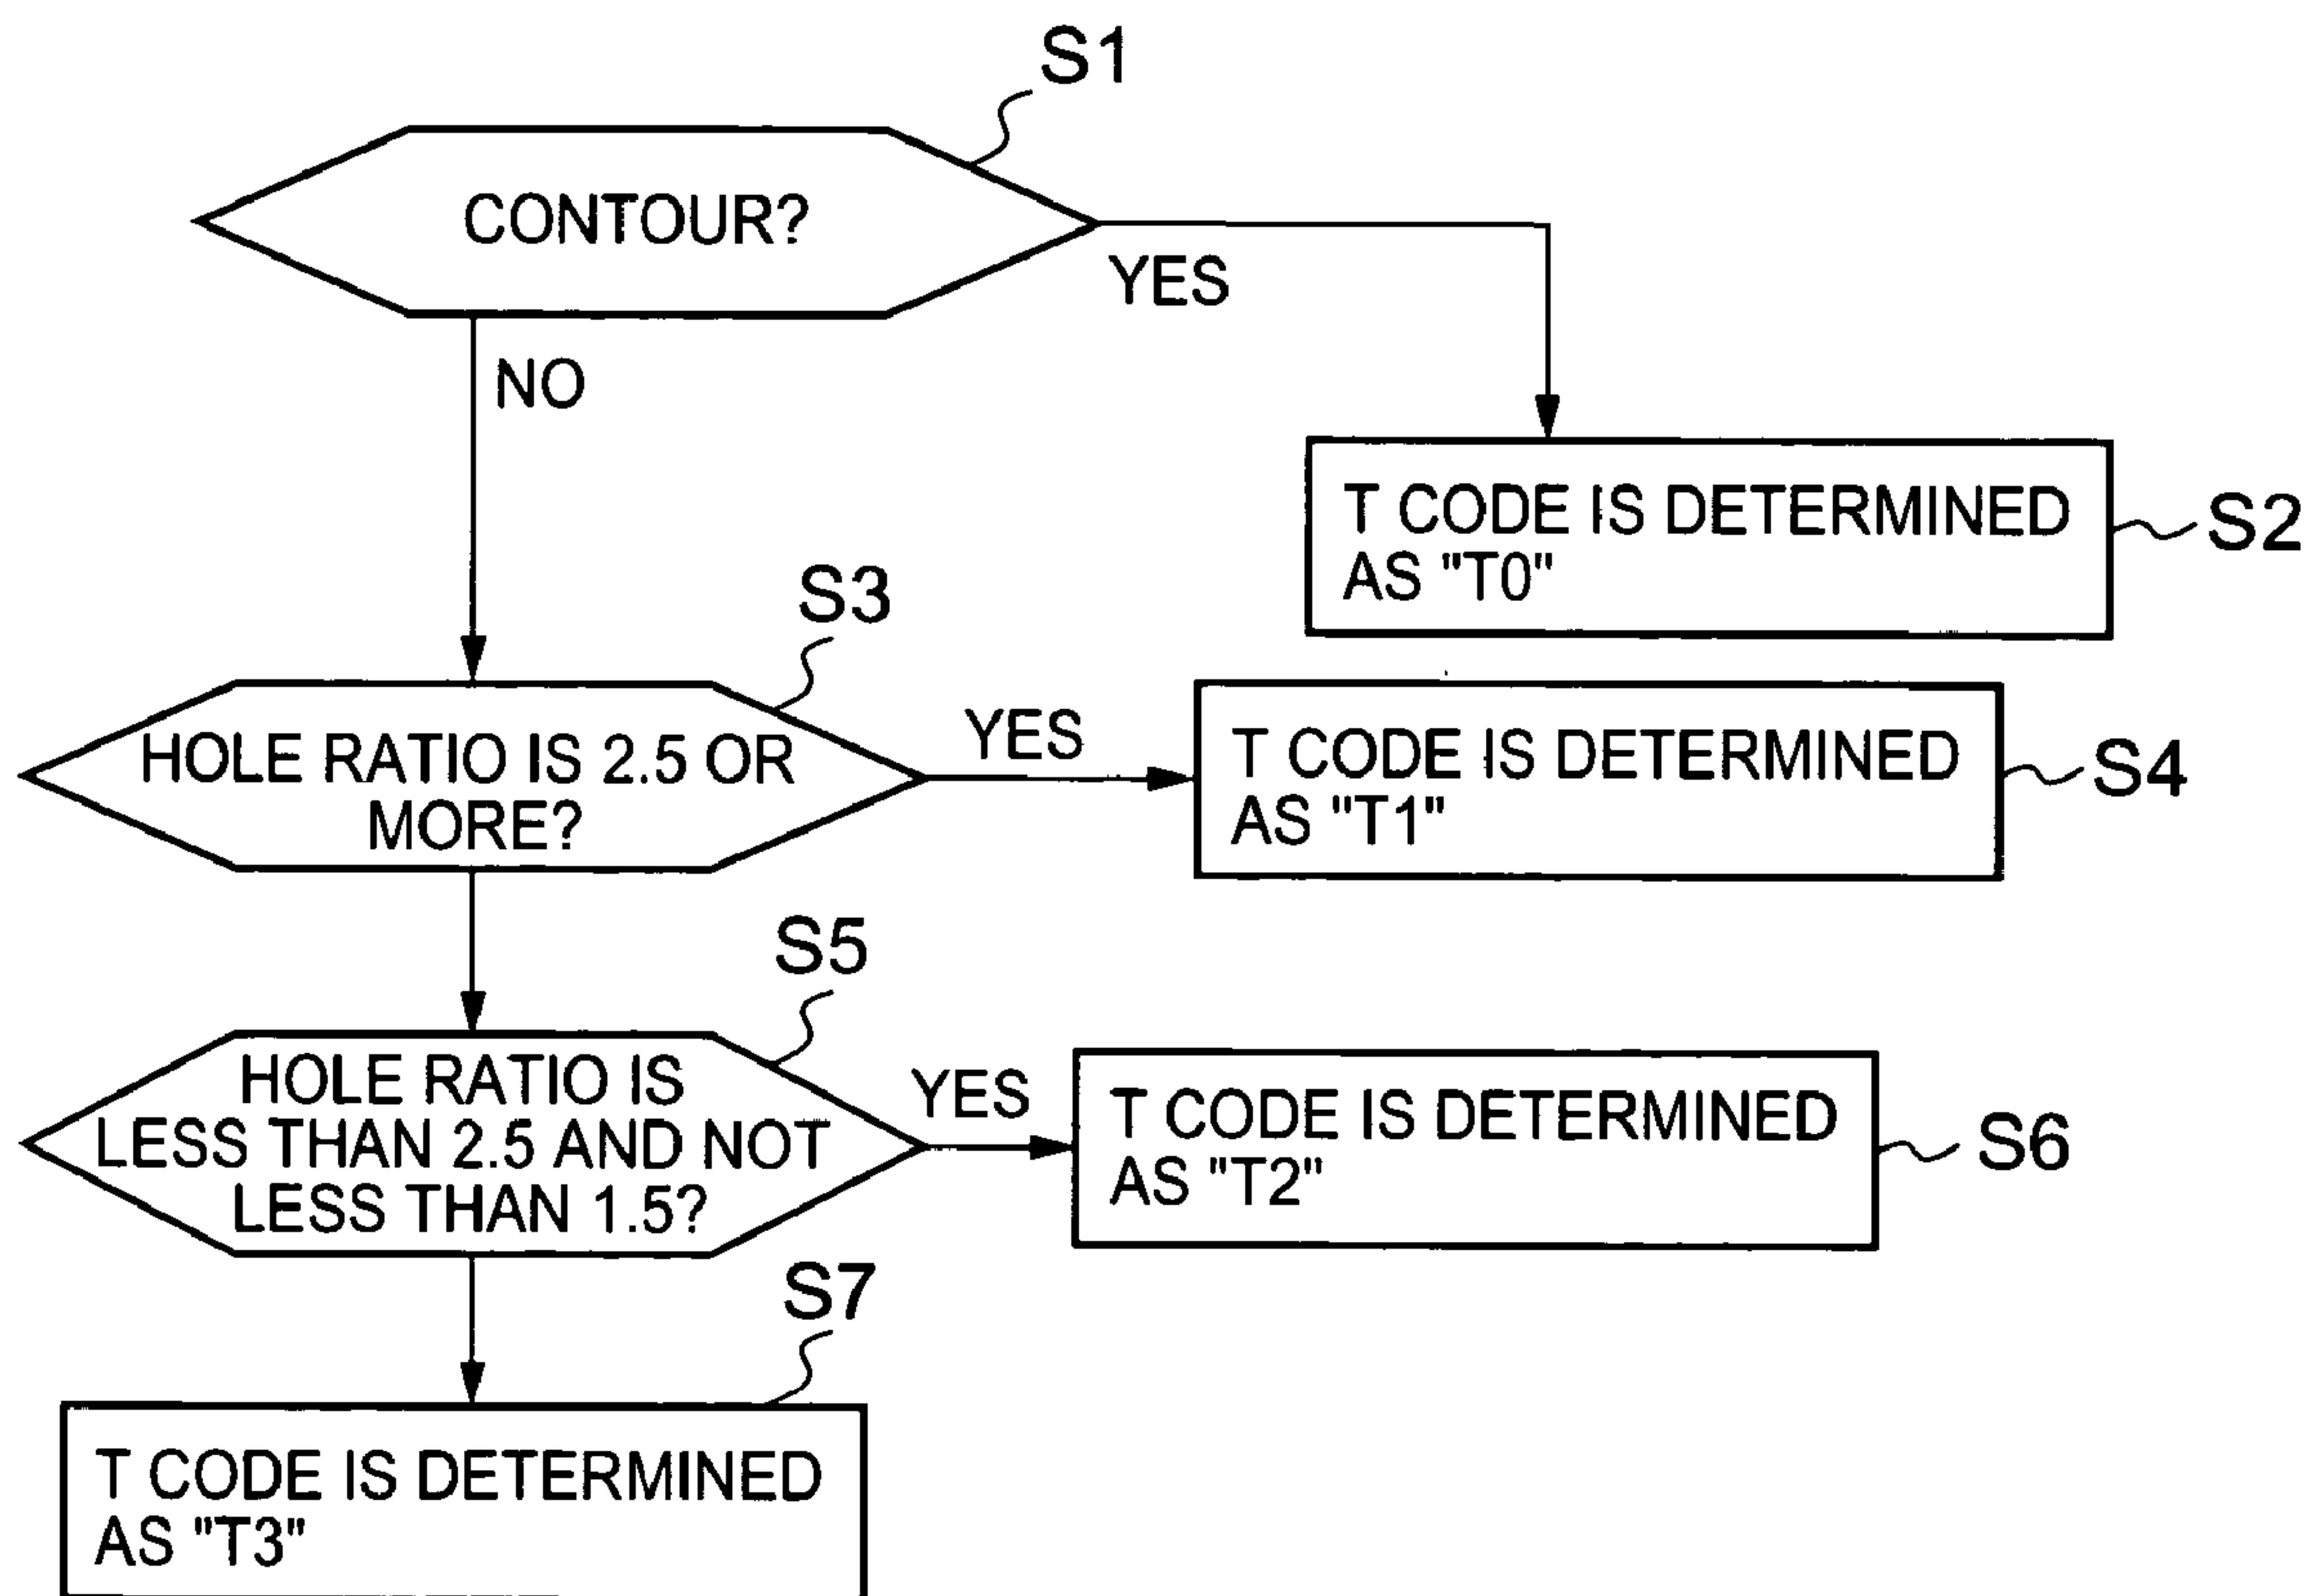 S1
CONTOUR?
YES
NO
T CODE IS DETERMINED
AS "T0"
S2
S3
HOLE RATIO IS 2.5 OR
MORE?
YES
T CODE IS DETERMINED
AS "T1"
S4
S5
HOLE RATIO IS
LESS THAN 2.5 AND NOT
LESS THAN 1.5?
YES
T CODE IS DETERMINED
AS "T2"
S6
S7
T CODE IS DETERMINED
AS "T3"